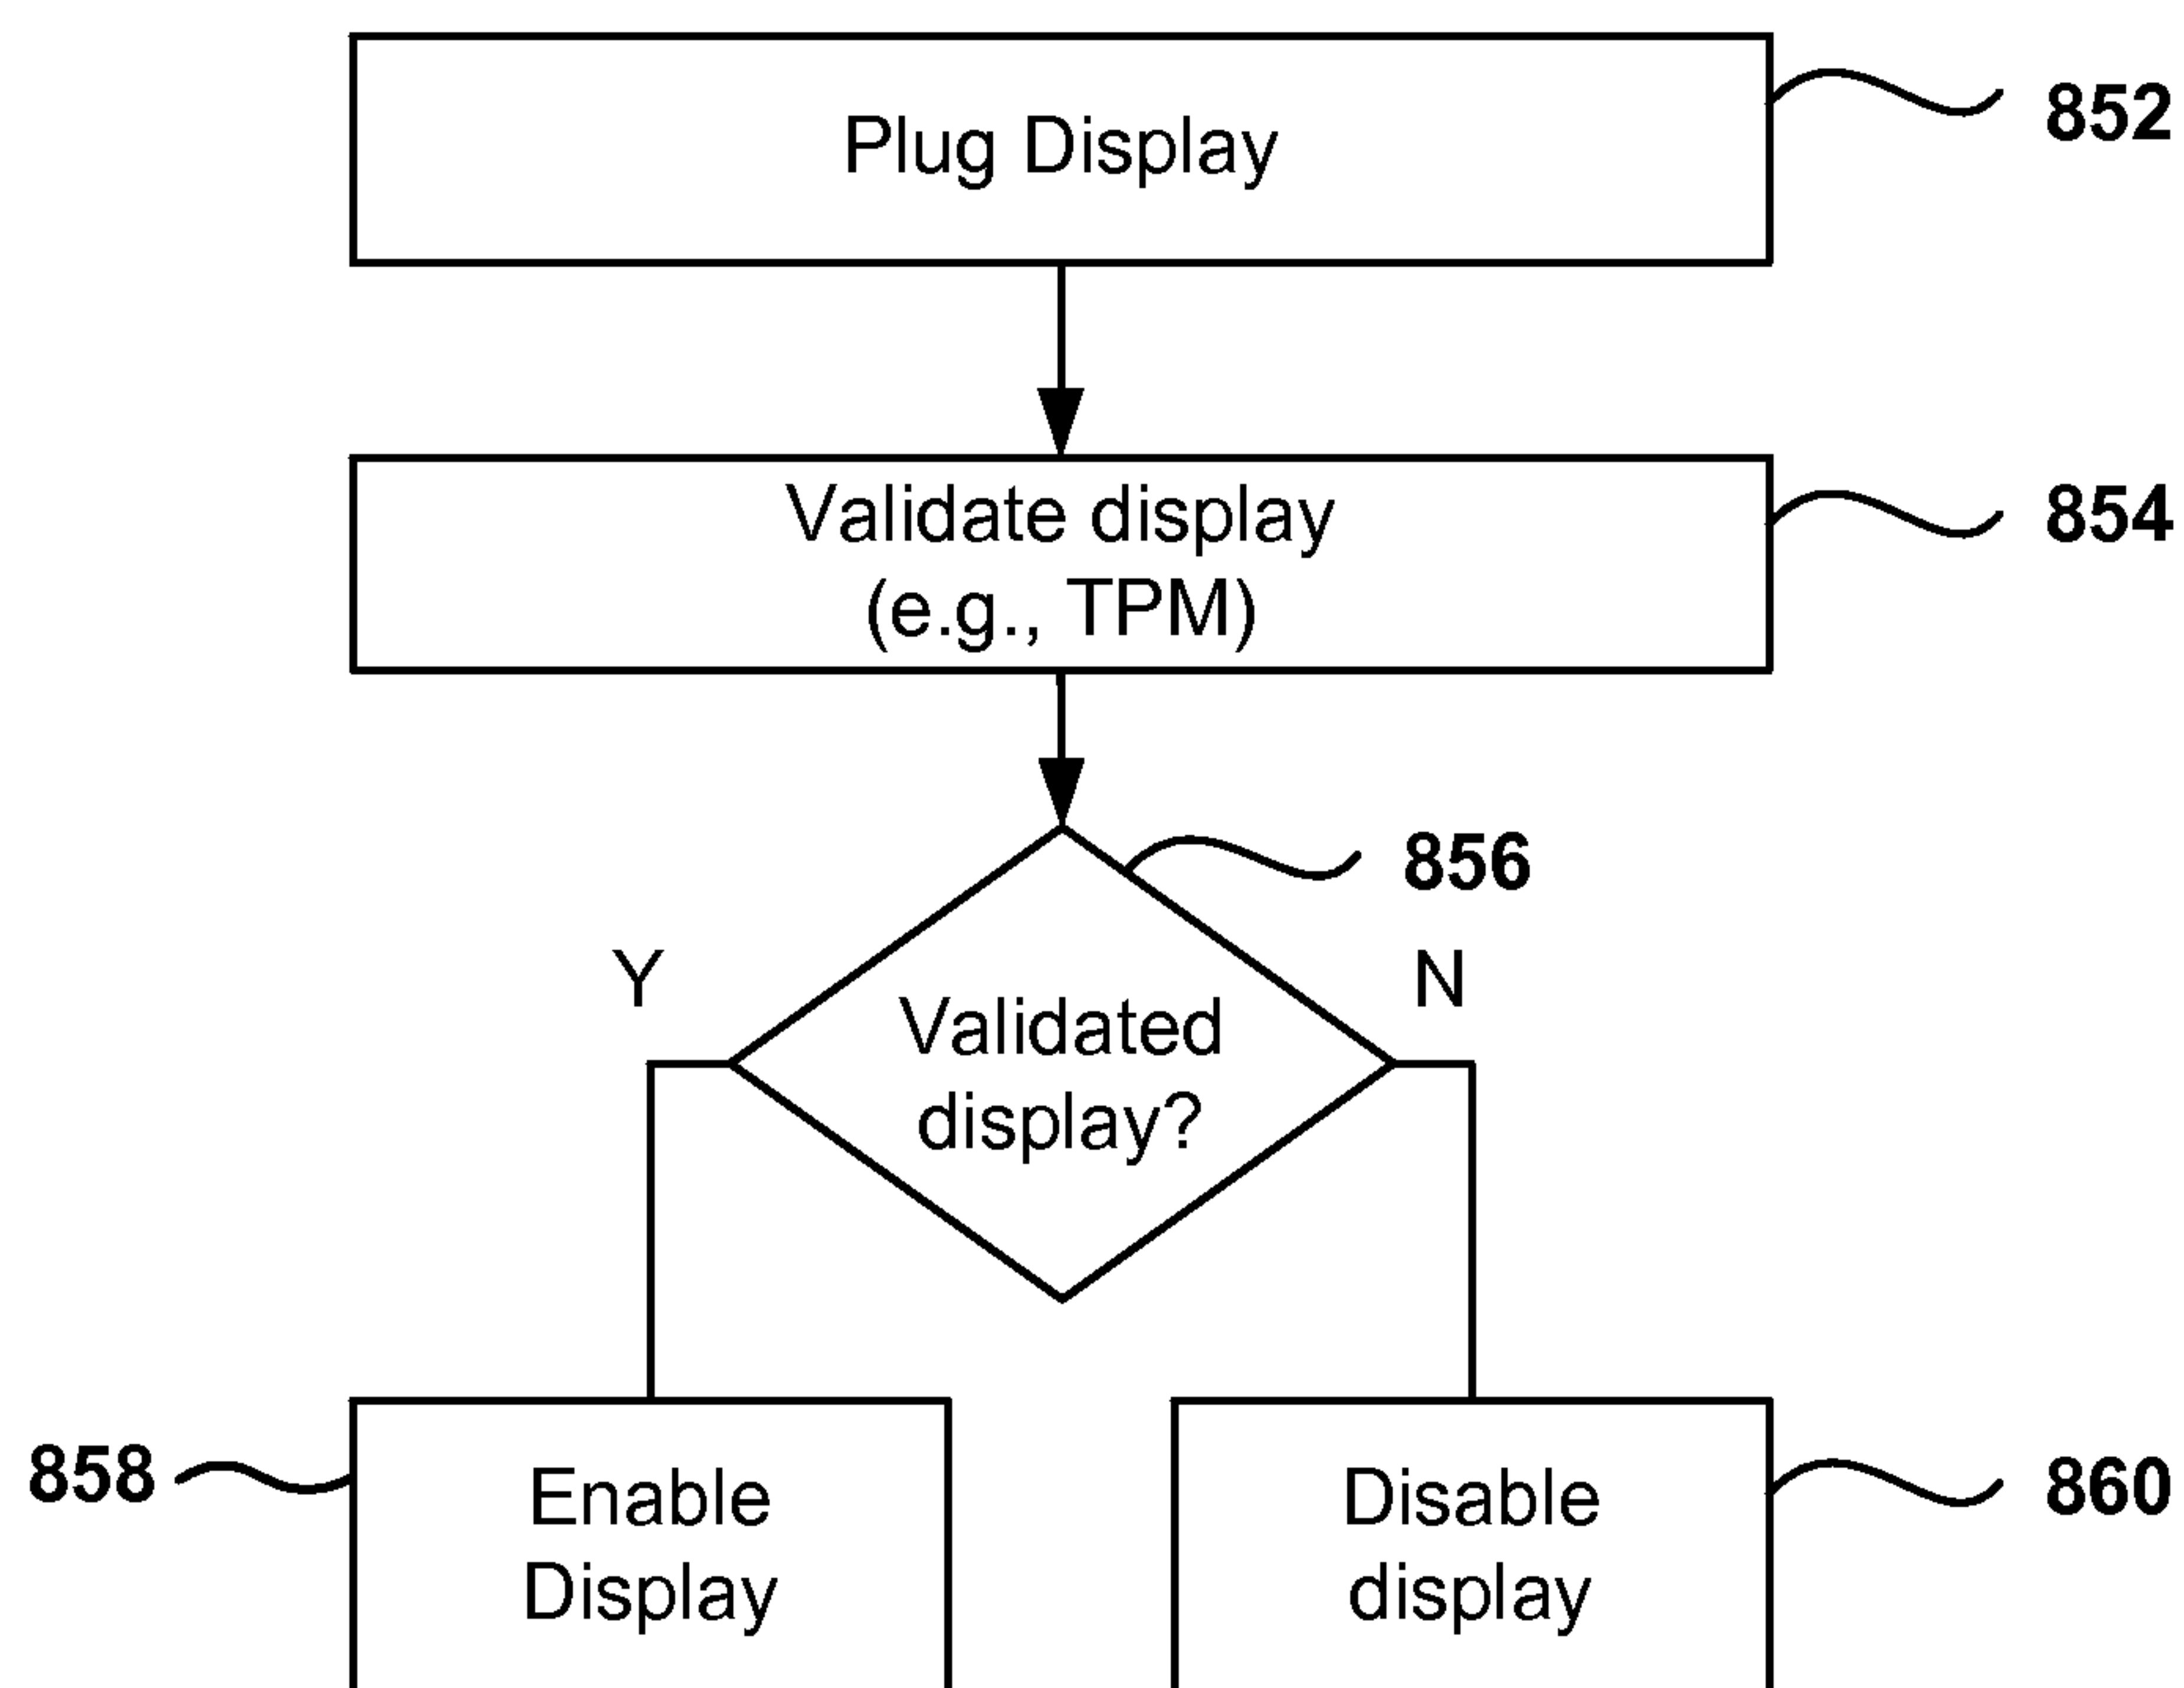 Plug Display
852
Validate display
(e.g., TPM)
854
856
Y
N
Validated
display?
858
Enable
Display
Disable
display
860